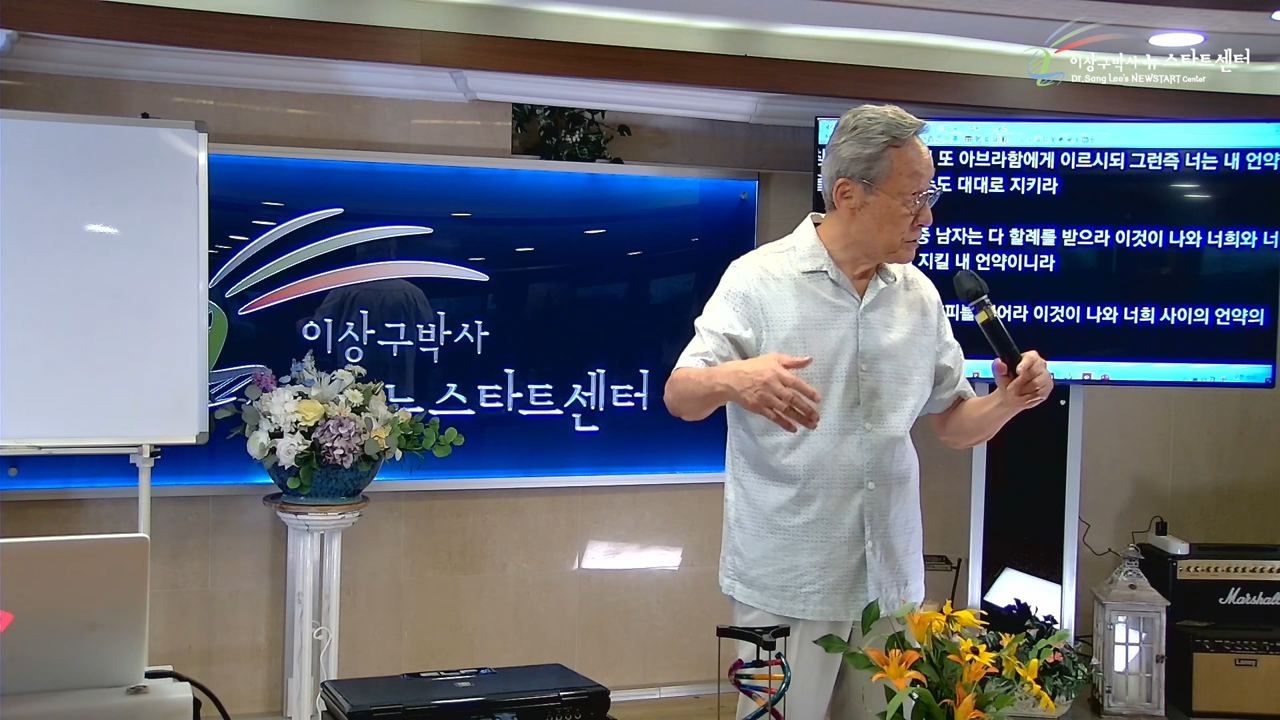 이상구박사 뉴스타트센터
Dr. Sang Lee's NEWSTART Center
또 아브라함에게 이르시되 그런즉 너는 내 언약
대대로 지키라
남자는 다 할례를 받으라 이것이 나와 너희와 너
지킬 내 언약이니라
이것이 나와 너희 사이의 언약의
이상구박사
뉴스타트센터
Marshall
Laney